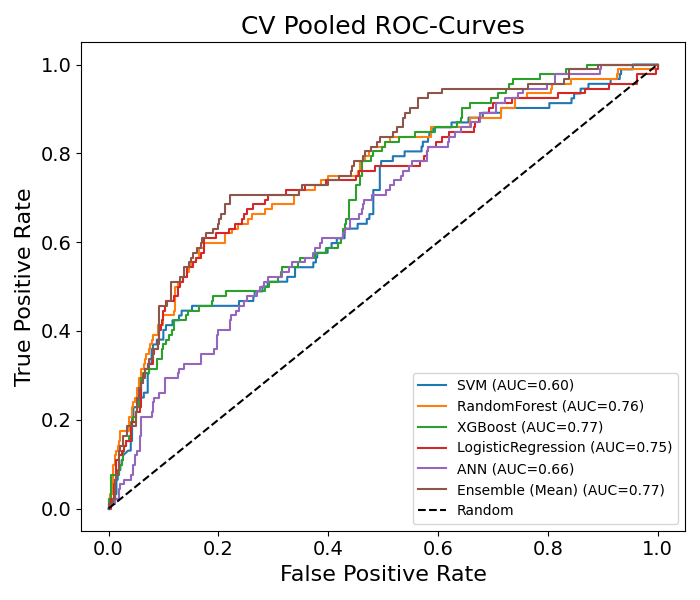 CV Pooled ROC-Curves
True Positive Rate
1.0
0.8
0.6
0.4
0.2
0.0
SVM (AUC=0.60)
RandomForest (AUC=0.76)
XGBoost (AUC=0.77)
LogisticRegression (AUC=0.75)
ANN (AUC=0.66)
Ensemble (Mean) (AUC=0.77)
Random
0.0 0.2 0.4 0.6 0.8 1.0
False Positive Rate